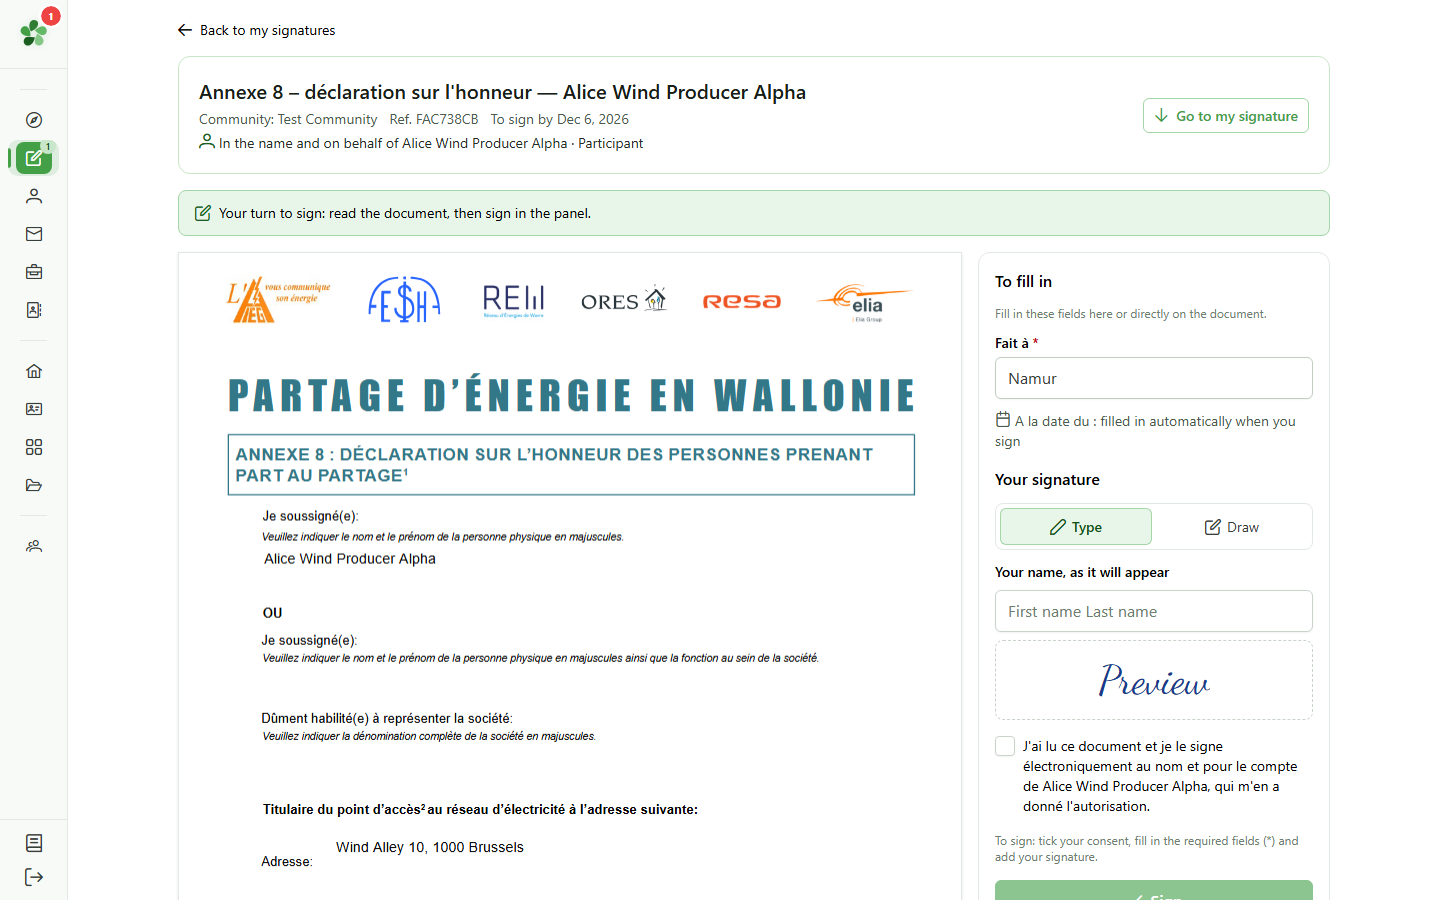 1
Back to my signatures
Annexe 8 – déclaration sur l'honneur — Alice Wind Producer Alpha
Community: Test Community Ref. FAC738CB To sign by Dec 6, 2026
In the name and on behalf of Alice Wind Producer Alpha · Participant
Go to my signature
1
Your turn to sign: read the document, then sign in the panel.
vous communique
son énergie
REW
Réseau d'Énergies de Wavre
ORES
resa
elia
Elia Group
PARTAGE D'ÉNERGIE EN WALLONIE
ANNEXE 8 : DÉCLARATION SUR L'HONNEUR DES PERSONNES PRENANT
PART AU PARTAGE¹
Je soussigné(e):
Veuillez indiquer le nom et le prénom de la personne physique en majuscules.
Alice Wind Producer Alpha
OU
Je soussigné(e):
Veuillez indiquer le nom et le prénom de la personne physique en majuscules ainsi que la fonction au sein de la société.
Dûment habilité(e) à représenter la société:
Veuillez indiquer la dénomination complète de la société en majuscules.
Titulaire du point d'accès² au réseau d'électricité à l'adresse suivante:
Wind Alley 10, 1000 Brussels
Adresse:
To fill in
Fill in these fields here or directly on the document.
Fait à *
Namur
A la date du : filled in automatically when you
sign
Your signature
Type
Draw
Your name, as it will appear
First name Last name
Preview
J'ai lu ce document et je le signe
électroniquement au nom et pour le compte
de Alice Wind Producer Alpha, qui m'en a
donné l'autorisation.
To sign: tick your consent, fill in the required fields (*) and
add your signature.
Sign